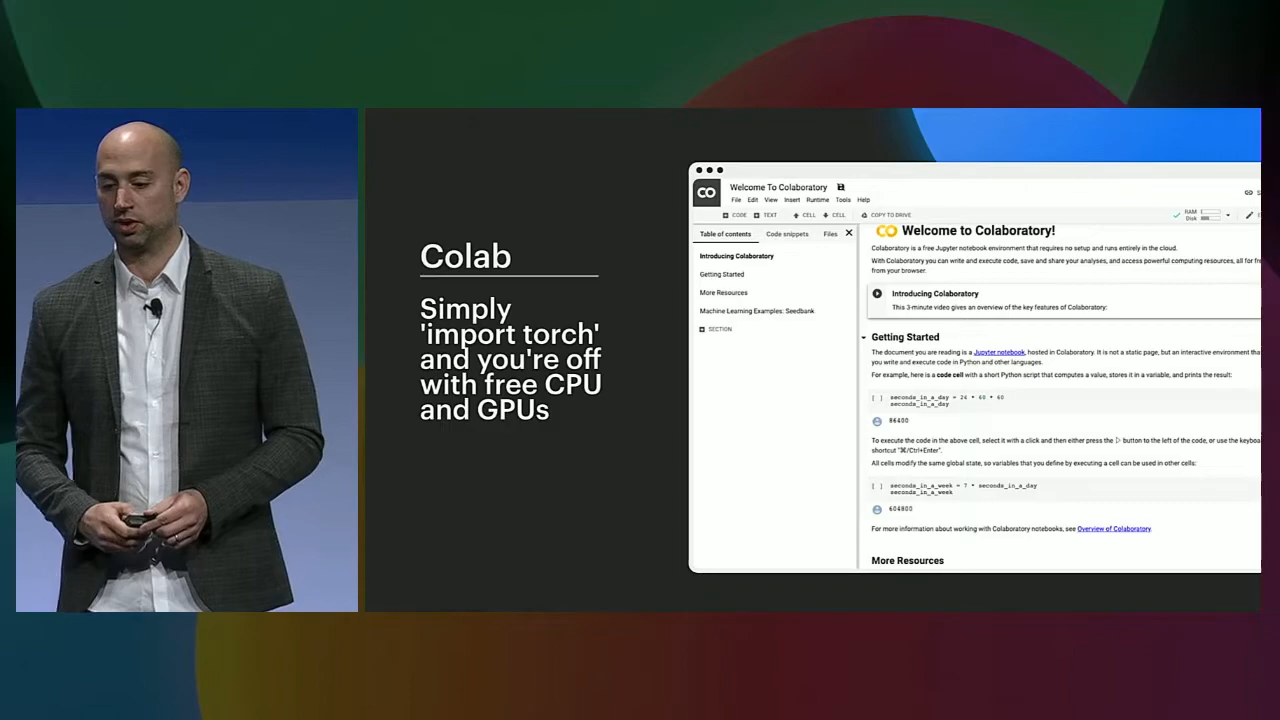 Colab
Simply
'import torch'
and you're off
with free CPU
and GPUs
CO
Welcome To Colaboratory
File Edit View Insert Runtime Tools Help
CODE TEXT CELL CELL COPY TO DRIVE
RAM
Disk
Table of contents Code snippets Files
Introducing Colaboratory
Getting Started
More Resources
Machine Learning Examples: Seedbank
SECTION
CO Welcome to Colaboratory!
Colaboratory is a free Jupyter notebook environment that requires no setup and runs entirely in the cloud.
With Colaboratory you can write and execute code, save and share your analyses, and access powerful computing resources, all for
from your browser.
Introducing Colaboratory
This 3-minute video gives an overview of the key features of Colaboratory:
Getting Started
The document you are reading is a Jupyter notebook, hosted in Colaboratory. It is not a static page, but an interactive environment
you write and execute code in Python and other languages.
For example, here is a code cell with a short Python script that computes a value, stores it in a variable, and prints the result:
[ ] seconds_in_a_day = 24 * 60 * 60
seconds_in_a_day
86400
To execute the code in the above cell, select it with a click and then either press the ▷ button to the left of the code, or use the
shortcut "⌘/Ctrl+Enter".
All cells modify the same global state, so variables that you define by executing a cell can be used in other cells:
[ ] seconds_in_a_week = 7 * seconds_in_a_day
seconds_in_a_week
604800
For more information about working with Colaboratory notebooks, see Overview of Colaboratory.
More Resources